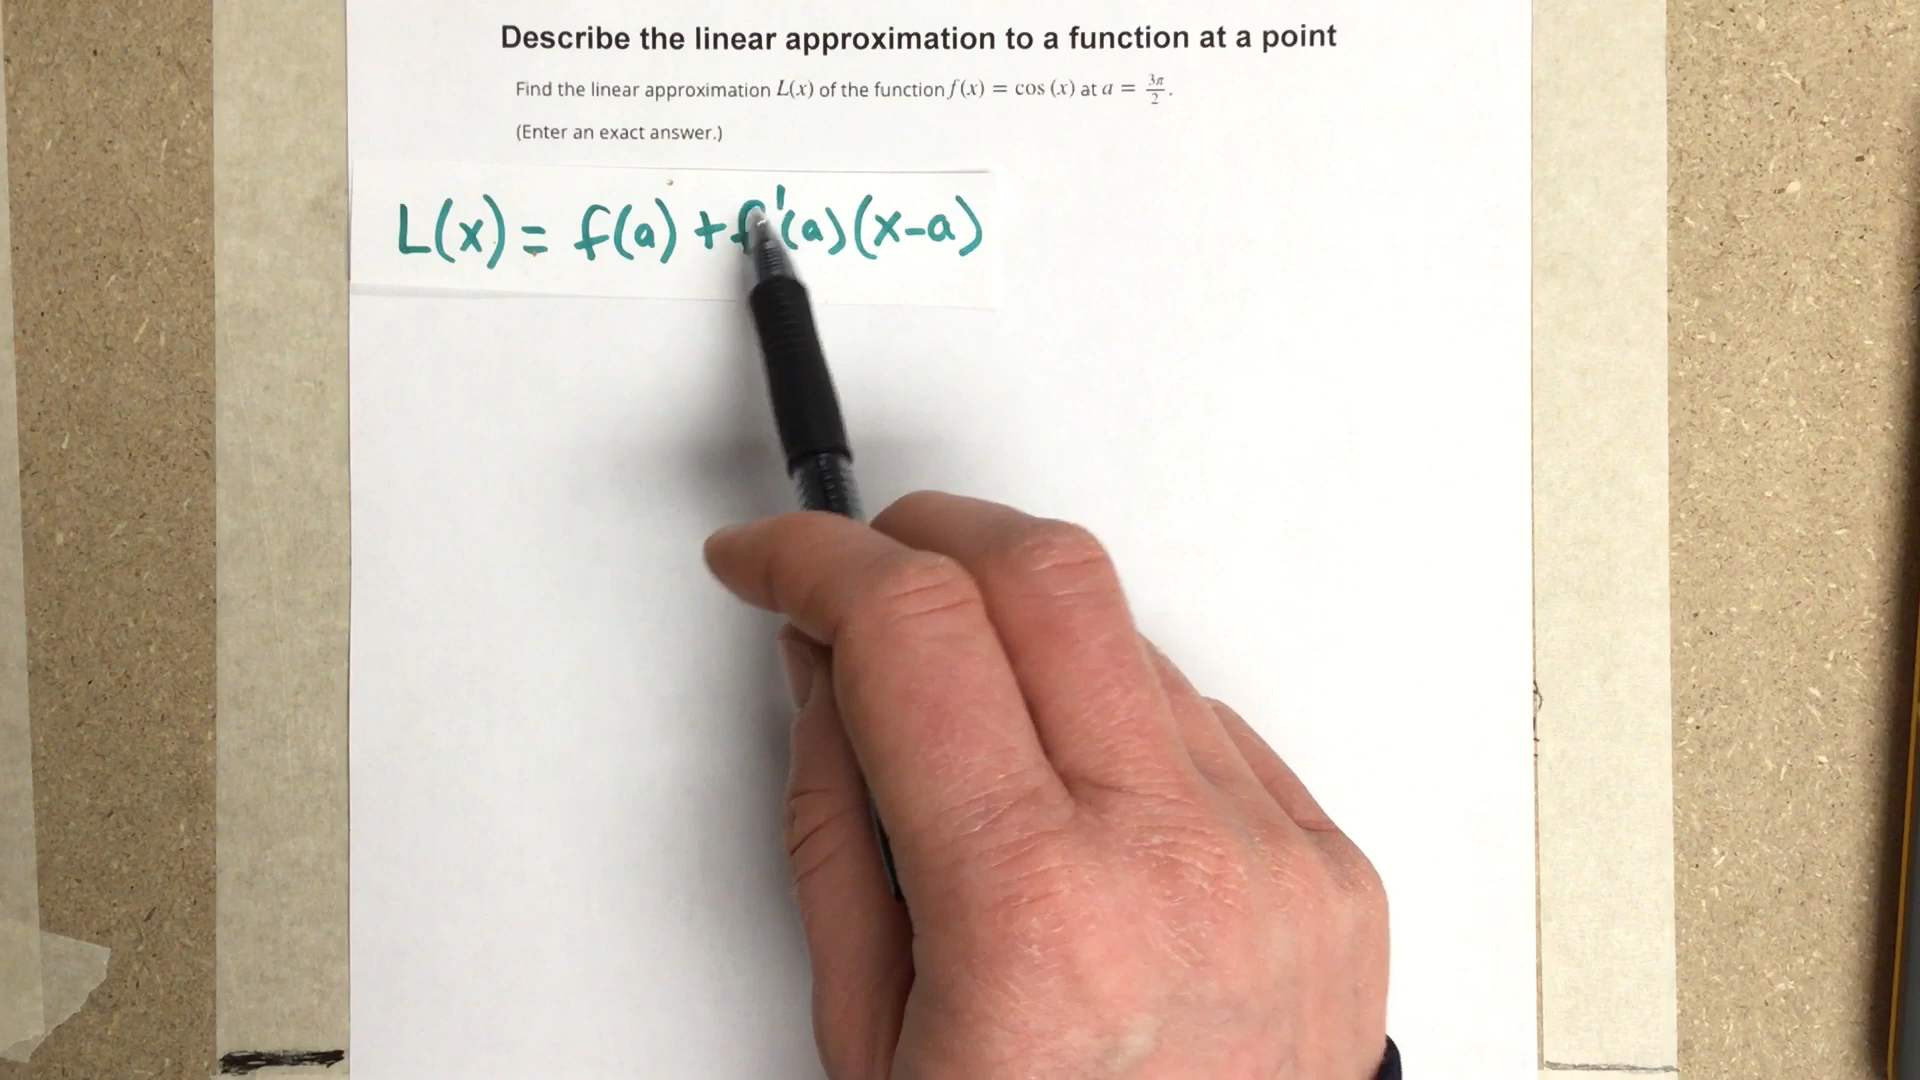 Describe the linear approximation to a function at a point
Find the linear approximation L(x) of the function f(x) = cos (x) at a = 3π/2.
(Enter an exact answer.)
L(x) = f(a) + f'(a)(x-a)